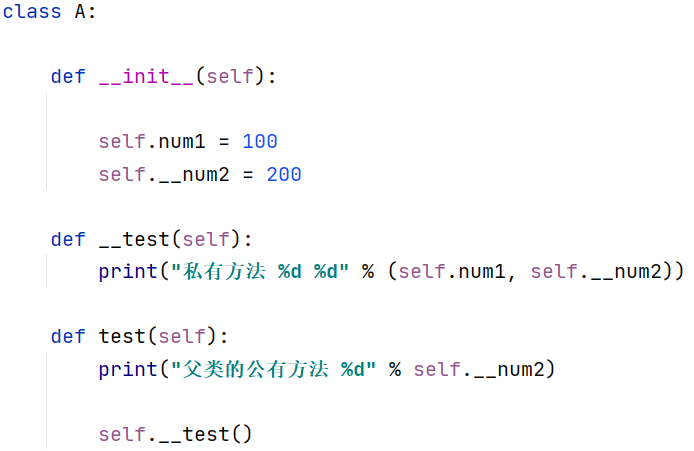 class A:
def __init__(self):
self.num1 = 100
self.__num2 = 200
def __test(self):
print("私有方法 %d %d" % (self.num1, self.__num2))
def test(self):
print("父类的公有方法 %d" % self.__num2)
self.__test()